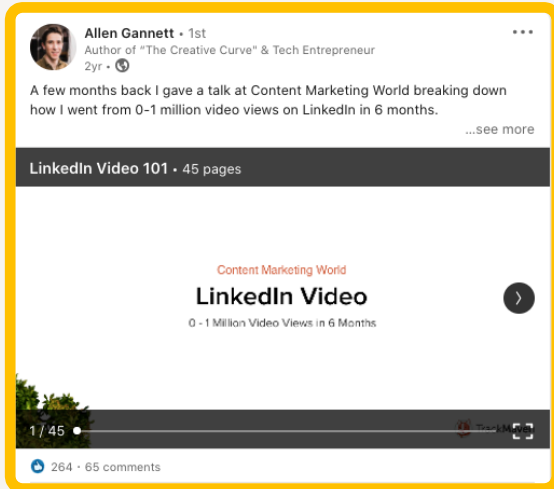 Allen Gannett • 1st
Author of "The Creative Curve" & Tech Entrepreneur
2yr •
A few months back I gave a talk at Content Marketing World breaking down
how I went from 0-1 million video views on LinkedIn in 6 months.
...see more
LinkedIn Video 101 • 45 pages
Content Marketing World
LinkedIn Video
0 - 1 Million Video Views in 6 Months
1 / 45
TrackMaven
264 · 65 comments